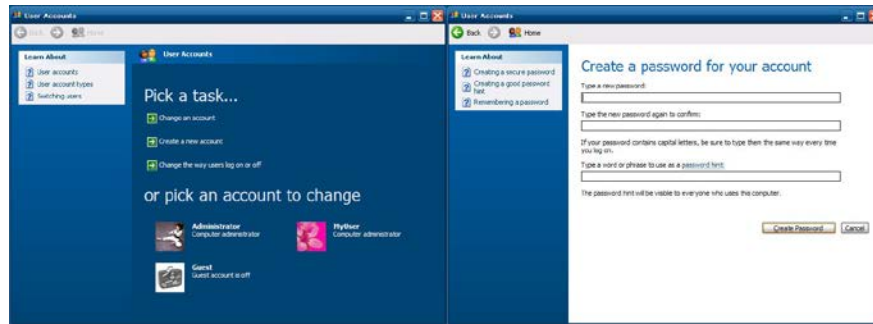 User Accounts
Back Home
Learn About
User accounts
User account types
Switching users
User Accounts
Pick a task...
Change an account
Create a new account
Change the way users log on or off
or pick an account to change
Administrator
Computer administrator
MyUser
Computer administrator
Guest
Guest account is off
User Accounts
Back Home
Learn About
Creating a secure password
Creating a good password
hint
Remembering a password
Create a password for your account
Type a new password:
Type the new password again to confirm:
If your password contains capital letters, be sure to type them the same way every time
you log on.
Type a word or phrase to use as a password hint:
The password hint will be visible to everyone who uses this computer.
Create Password Cancel